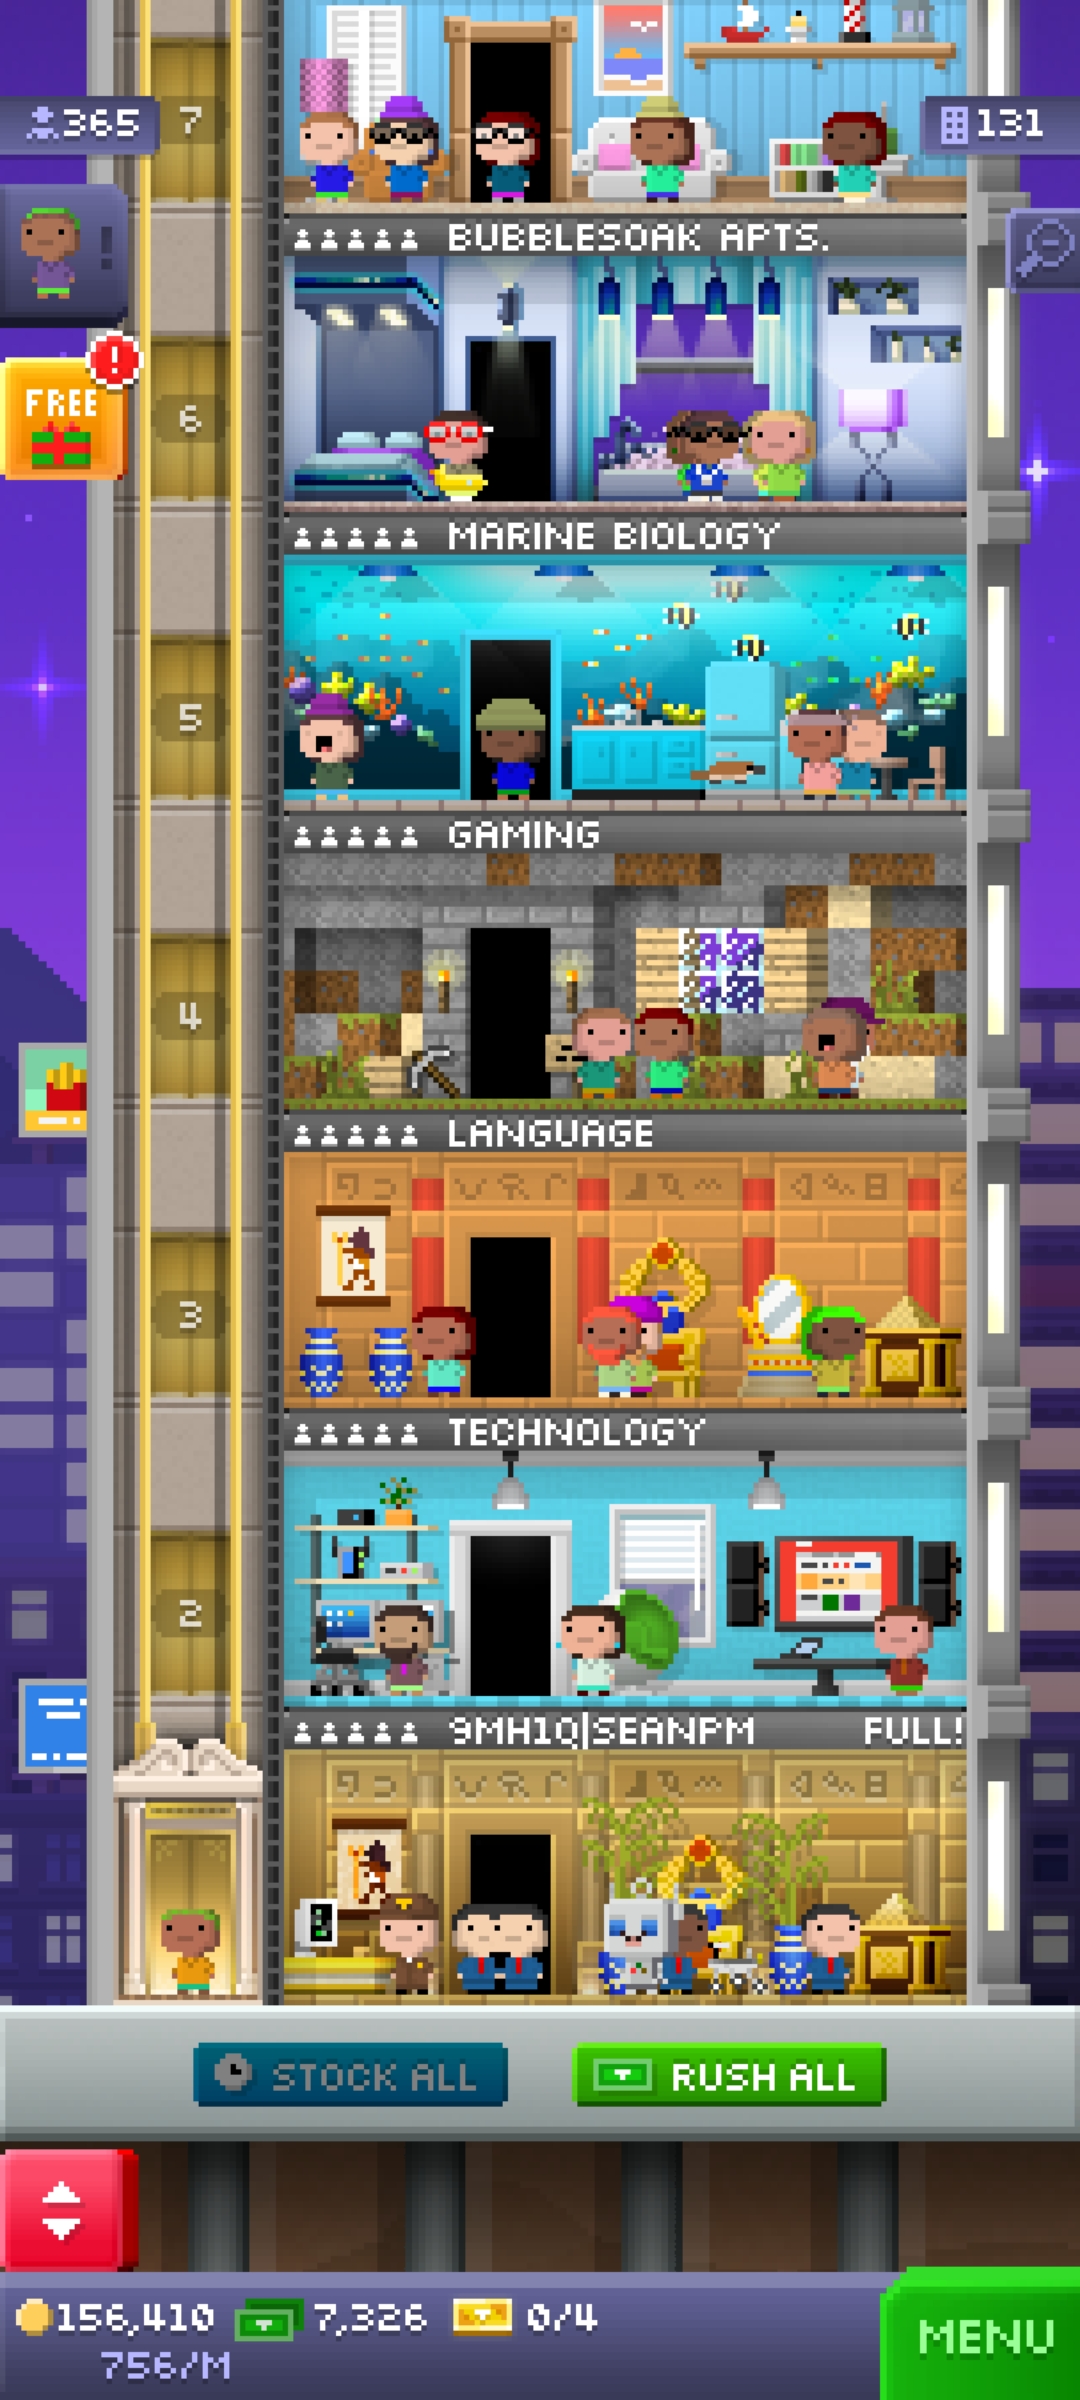 365
7
131
BUBBLESOAK APTS.
!
FREE
!
6
MARINE BIOLOGY
5
GAMING
4
LANGUAGE
3
TECHNOLOGY
2
9MH1Q|SEANPM FULL!
STOCK ALL
RUSH ALL
156,410 7,326 0/4
756/M
MENU